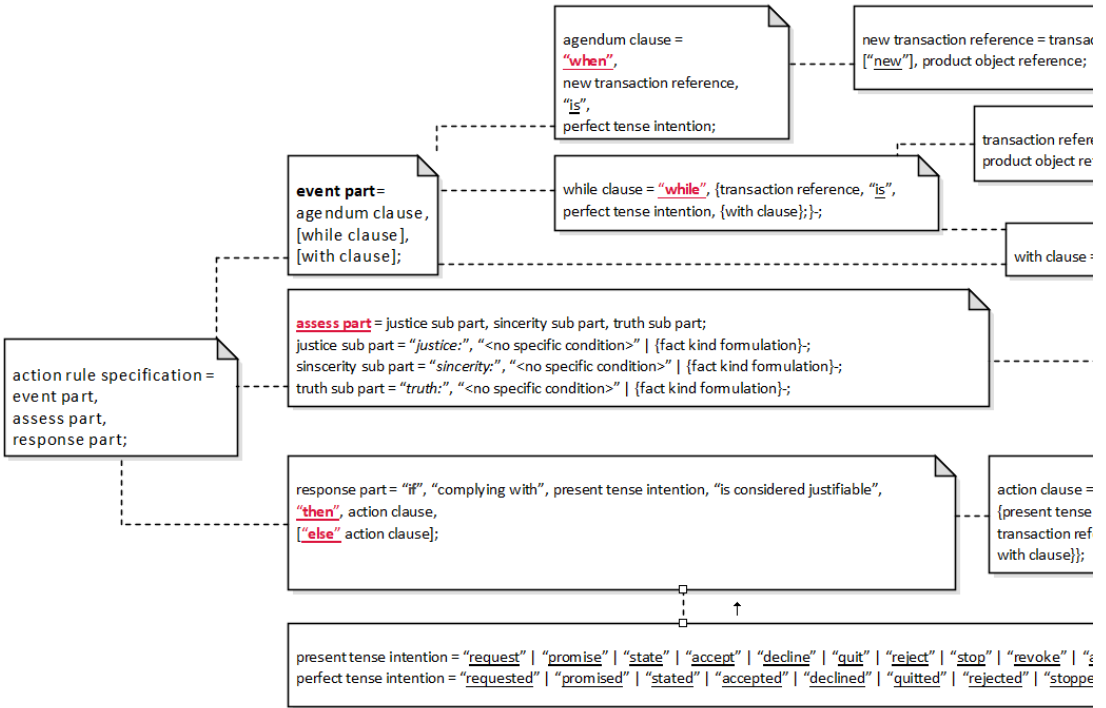 agendum clause =
“when”,
new transaction reference,
“is”,
perfect tense intention;
new transaction reference =
[“new”], product object reference;
event part=
agendum clause,
[while clause],
[with clause];
while clause = “while”, {transaction reference, “is”,
perfect tense intention, {with clause};}-;
transaction
product object
with clause =
assess part = justice sub part, sincerity sub part, truth sub part;
justice sub part = “justice:”, “<no specific condition>” | {fact kind formulation}-;
sinscerity sub part = “sincerity:”, “<no specific condition>” | {fact kind formulation}-;
truth sub part = “truth:”, “<no specific condition>” | {fact kind formulation}-;
action rule specification =
event part,
assess part,
response part;
response part = “if”, “complying with”, present tense intention, “is considered justifiable”,
“then”, action clause,
[“else” action clause];
action clause =
{present tense
transaction
with clause}};
present tense intention = “request” | “promise” | “state” | “accept” | “decline” | “quit” | “reject” | “stop” | “revoke” |
perfect tense intention = “requested” | “promised” | “stated” | “accepted” | “declined” | “quitted” | “rejected” |